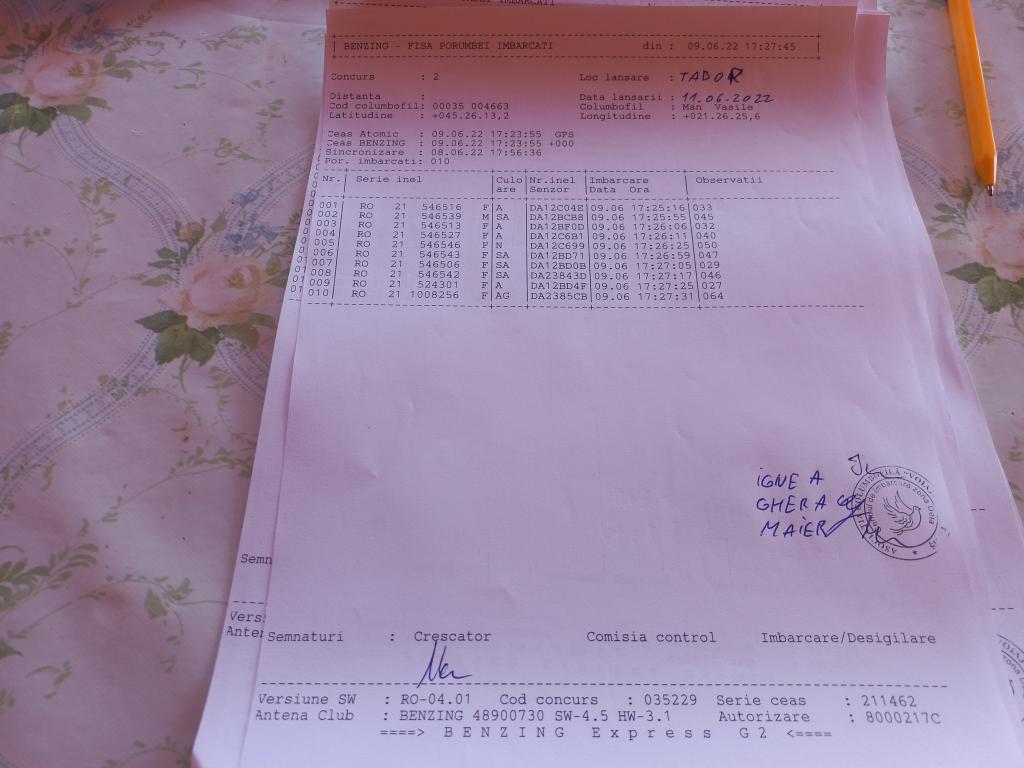 BENZING - FISA PORUMBEI IMBARCATI din : 09.06.22 17:27:45
Concurs : 2 Loc lansare : TABOR
Distanta : Data lansarii : 11.06.2022
Cod columbofil: 00035 004663 Columbofil : Man Vasile
Latitudine : +045.26.13,2 Longitudine : +021.26.25,6
Ceas Atomic : 09.06.22 17:23:55 GPS
Ceas BENZING : 09.06.22 17:23:55 +000
Sincronizare : 08.06.22 17:56:36
Por. imbarcati: 010
Nr. | Serie inel |Culo|Nr.inel|Imbarcare | Observatii
are |Senzor |Data Ora
001| RO 21 546516 F|A |DA12C04E|09.06 17:25:16|033
002| RO 21 546539 M|SA |DA12BCB8|09.06 17:25:55|045
003| RO 21 546513 F|A |DA12BF0D|09.06 17:26:06|032
004| RO 21 546527 F|A |DA12C6B1|09.06 17:26:11|040
005| RO 21 546546 F|N |DA12C699|09.06 17:26:25|050
006| RO 21 546543 F|SA |DA12BD71|09.06 17:26:59|047
007| RO 21 546506 F|SA |DA12BD0B|09.06 17:27:05|029
008| RO 21 546542 F|SA |DA23843D|09.06 17:27:17|046
009| RO 21 524301 F|A |DA12BD4F|09.06 17:27:25|027
010| RO 21 1008256 F|AG |DA2385CB|09.06 17:27:31|064
IGNEA
GHERA
MAIER
Semn
Vers
Ante
Semnaturi : Crescator Comisia control Imbarcare/Desigilare
Versiune SW : RO-04.01 Cod concurs : 035229 Serie ceas : 211462
Antena Club : BENZING 48900730 SW-4.5 HW-3.1 Autorizare : 8000217C
====> BENZING Express G2 <====